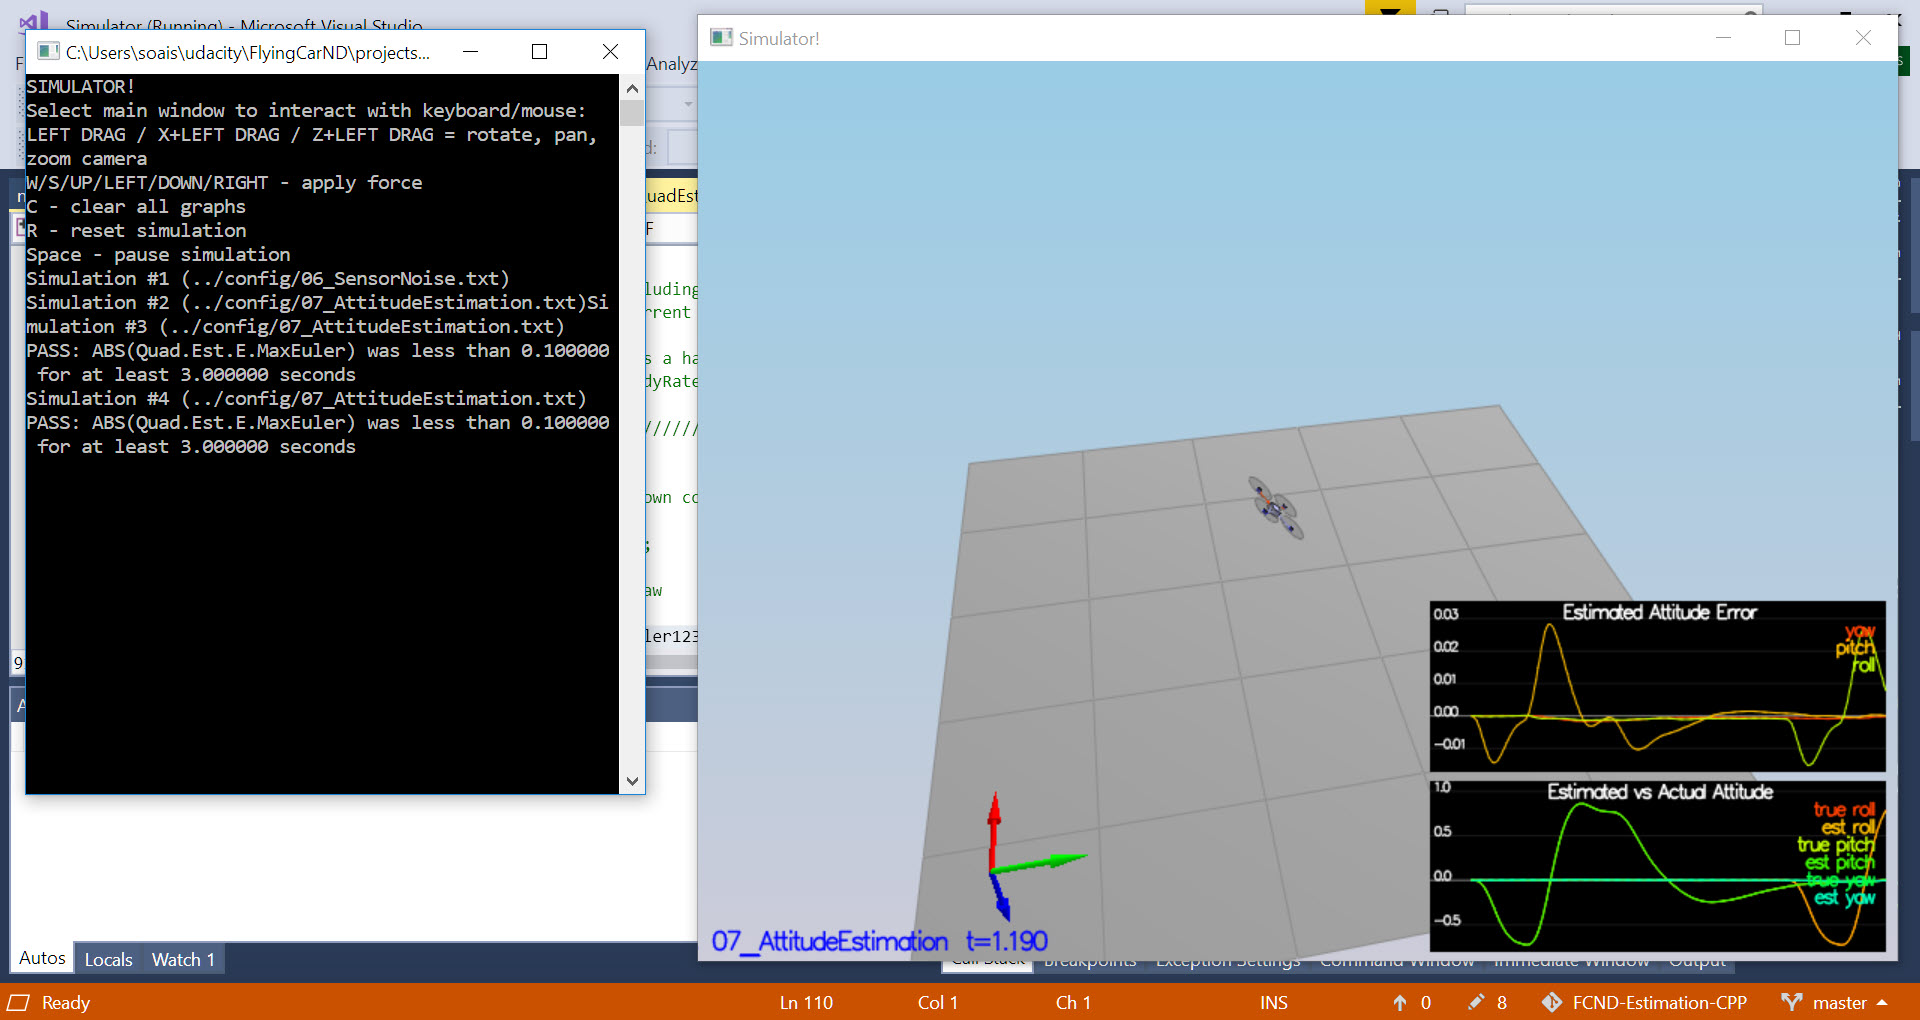 Simulator (Running) - Microsoft Visual Studio
C:\Users\soais\udacity\FlyingCarND\projects...
SIMULATOR!
Select main window to interact with keyboard/mouse:
LEFT DRAG / X+LEFT DRAG / Z+LEFT DRAG = rotate, pan,
zoom camera
W/S/UP/LEFT/DOWN/RIGHT - apply force
C - clear all graphs
R - reset simulation
Space - pause simulation
Simulation #1 (../config/06_SensorNoise.txt)
Simulation #2 (../config/07_AttitudeEstimation.txt)Si
mulation #3 (../config/07_AttitudeEstimation.txt)
PASS: ABS(Quad.Est.E.MaxEuler) was less than 0.100000
for at least 3.000000 seconds
Simulation #4 (../config/07_AttitudeEstimation.txt)
PASS: ABS(Quad.Est.E.MaxEuler) was less than 0.100000
for at least 3.000000 seconds
Analyz
d:
uadEst
F
luding
rrent
s a ha
dyRate
//////
own co
;
aw
ler123
Simulator!
Estimated Attitude Error
0.03
0.02
0.01
0.00
-0.01
yaw
pitch
roll
Estimated vs Actual Attitude
1.0
0.5
0.0
-0.5
true roll
est roll
true pitch
est pitch
true yaw
est yaw
07_AttitudeEstimation t=1.190
Autos
Locals
Watch 1
Call Stack
Breakpoints
Exception Settings
Command Window
Immediate Window
Output
Ready
Ln 110
Col 1
Ch 1
INS
0
8
FCND-Estimation-CPP
master